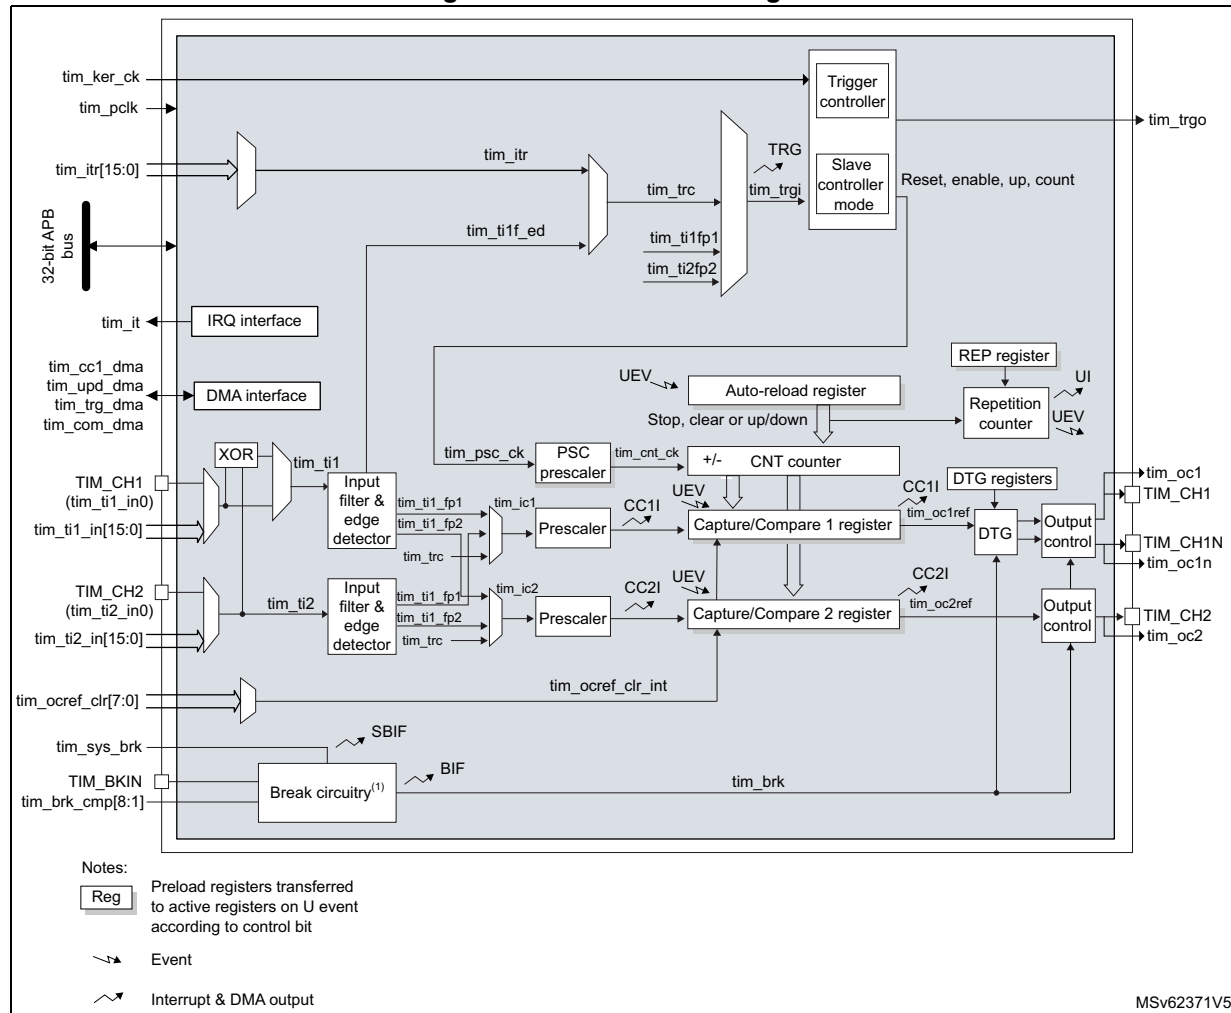 tim_ker_ck
tim_pclk
tim_itr[15:0]
32-bit APB
bus
tim_it
IRQ interface
tim_cc1_dma
tim_upd_dma
tim_trg_dma
tim_com_dma
DMA interface
Trigger
controller
Slave
controller
mode
tim_trgo
Reset, enable, up, count
tim_itr
tim_ti1f_ed
tim_trc
tim_ti1fp1
tim_ti2fp2
TRG
tim_trgi
REP register
UEV
Auto-reload register
Stop, clear or up/down
Repetition
counter
UI
UEV
tim_psc_ck
PSC
prescaler
tim_cnt_ck
+/-
CNT counter
XOR
tim_ti1
TIM_CH1
(tim_ti1_in0)
tim_ti1_in[15:0]
Input
filter &
edge
detector
tim_ti1_fp1
tim_ti1_fp2
tim_trc
tim_ic1
Prescaler
CC1I
UEV
Capture/Compare 1 register
CC1I
tim_oc1ref
DTG registers
DTG
Output
control
tim_oc1
TIM_CH1
TIM_CH1N
tim_oc1n
TIM_CH2
(tim_ti2_in0)
tim_ti2_in[15:0]
tim_ti2
Input
filter &
edge
detector
tim_ti1_fp1
tim_ti1_fp2
tim_trc
tim_ic2
Prescaler
CC2I
UEV
Capture/Compare 2 register
CC2I
tim_oc2ref
Output
control
TIM_CH2
tim_oc2
tim_ocref_clr[7:0]
tim_ocref_clr_int
tim_sys_brk
SBIF
TIM_BKIN
tim_brk_cmp[8:1]
Break circuitry(1)
BIF
tim_brk
Notes:
Reg
Preload registers transferred
to active registers on U event
according to control bit
Event
Interrupt & DMA output
MSv62371V5